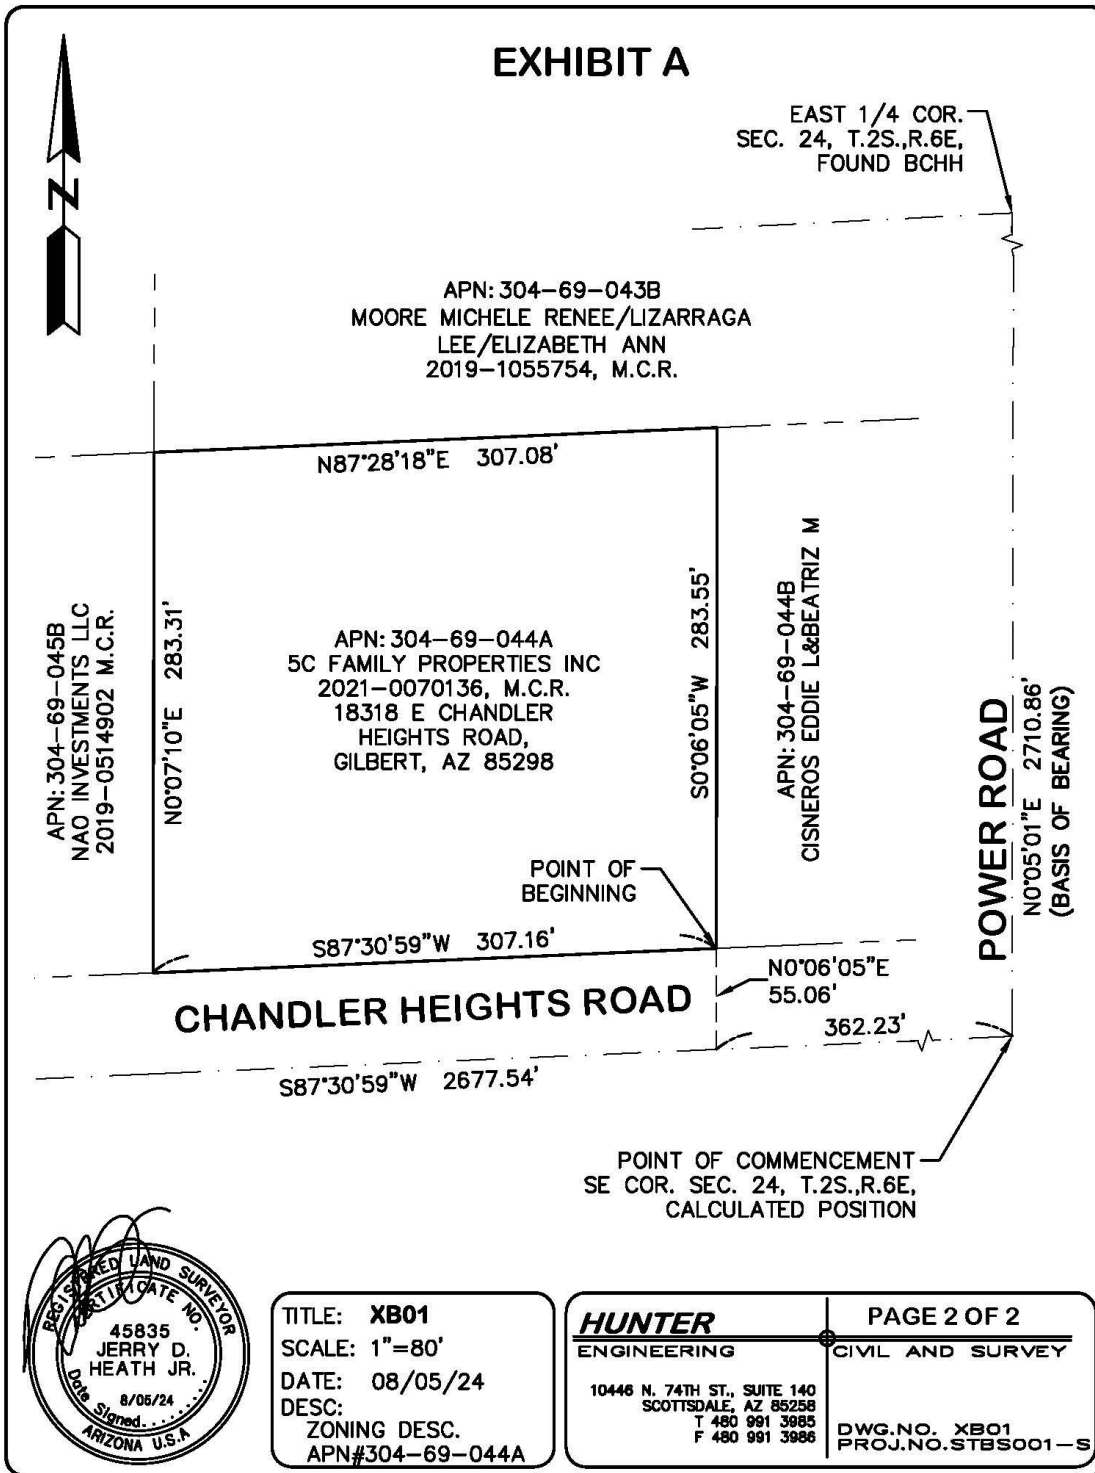 EXHIBIT A
EAST 1/4 COR.
SEC. 24, T.2S.,R.6E,
FOUND BCHH
N
APN: 304-69-043B
MOORE MICHELE RENEE/LIZARRAGA
LEE/ELIZABETH ANN
2019-1055754, M.C.R.
N87°28'18"E 307.08'
APN: 304-69-045B
NAO INVESTMENTS LLC
2019-0514902 M.C.R.
N0°07'10"E 283.31'
APN: 304-69-044A
5C FAMILY PROPERTIES INC
2021-0070136, M.C.R.
18318 E CHANDLER
HEIGHTS ROAD,
GILBERT, AZ 85298
S0°06'05"W 283.55'
APN: 304-69-044B
CISNEROS EDDIE L&BEATRIZ M
POWER ROAD
N0°05'01"E 2710.86'
(BASIS OF BEARING)
POINT OF
BEGINNING
S87°30'59"W 307.16'
N0°06'05"E
55.06'
CHANDLER HEIGHTS ROAD
362.23'
S87°30'59"W 2677.54'
POINT OF COMMENCEMENT
SE COR. SEC. 24, T.2S.,R.6E,
CALCULATED POSITION
REGISTERED LAND SURVEYOR
CERTIFICATE NO.
45835
JERRY D.
HEATH JR.
8/05/24
Date Signed........
ARIZONA U.S.A
TITLE: XB01
SCALE: 1"=80'
DATE: 08/05/24
DESC:
ZONING DESC.
APN#304-69-044A
HUNTER
ENGINEERING
10446 N. 74TH ST., SUITE 140
SCOTTSDALE, AZ 85258
T 480 991 3985
F 480 991 3986
PAGE 2 OF 2
CIVIL AND SURVEY
DWG.NO. XB01
PROJ.NO.STBS001-S